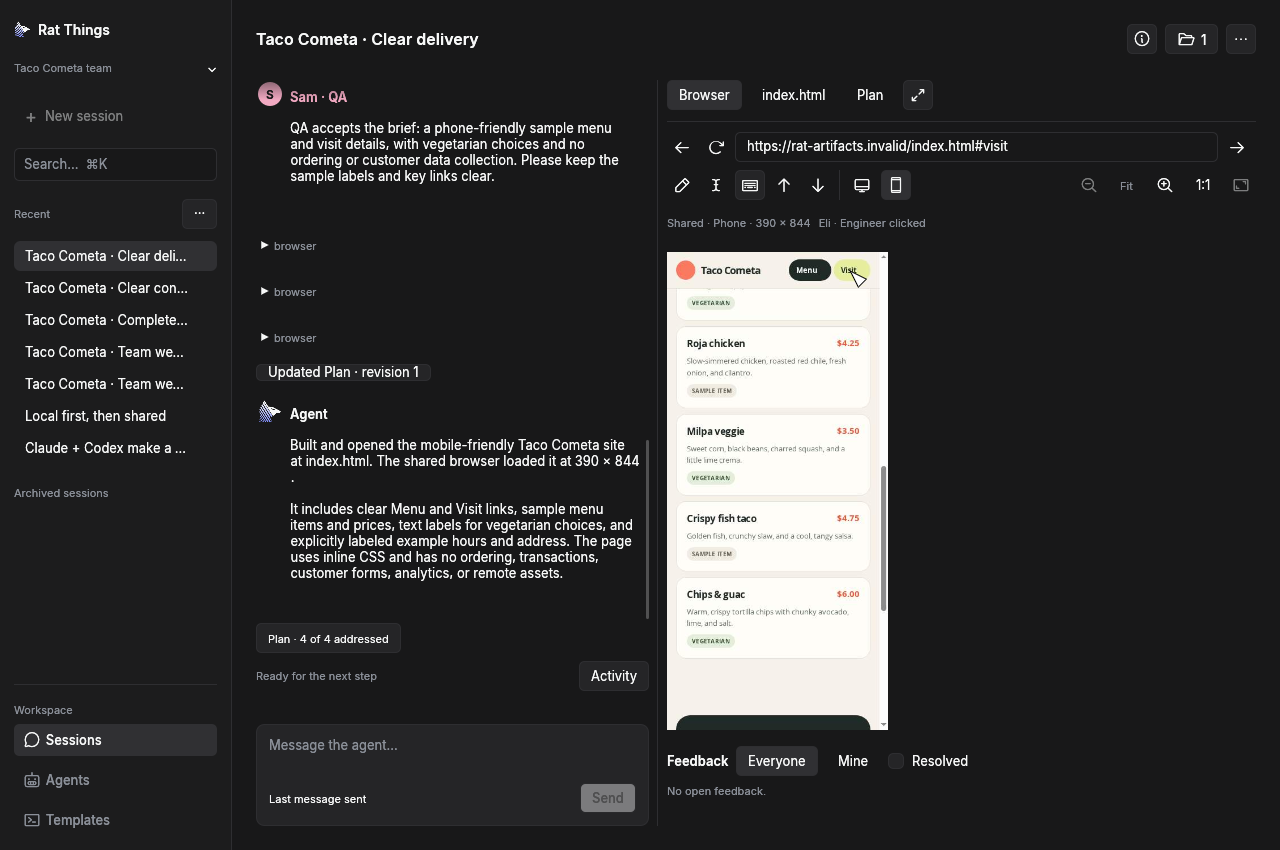 Rat Things
Taco Cometa team
+ New session
Search... ⌘K
Recent
...
Taco Cometa · Clear deli...
Taco Cometa · Clear con...
Taco Cometa · Complete...
Taco Cometa · Team we...
Taco Cometa · Team we...
Local first, then shared
Claude + Codex make a ...
Archived sessions
Workspace
Sessions
Agents
Templates
Taco Cometa · Clear delivery
1
...
S
Sam · QA
QA accepts the brief: a phone-friendly sample menu
and visit details, with vegetarian choices and no
ordering or customer data collection. Please keep the
sample labels and key links clear.
browser
browser
browser
Updated Plan · revision 1
Agent
Built and opened the mobile-friendly Taco Cometa site
at index.html. The shared browser loaded it at 390 × 844
.
It includes clear Menu and Visit links, sample menu
items and prices, text labels for vegetarian choices, and
explicitly labeled example hours and address. The page
uses inline CSS and has no ordering, transactions,
customer forms, analytics, or remote assets.
Plan · 4 of 4 addressed
Ready for the next step
Activity
Message the agent...
Last message sent
Send
Browser
index.html
Plan
https://rat-artifacts.invalid/index.html#visit
Fit
1:1
Shared · Phone · 390 × 844 Eli · Engineer clicked
Taco Cometa
Menu
Visit
VEGETARIAN
Roja chicken $4.25
Slow-simmered chicken, roasted red chile, fresh
onion, and cilantro.
SAMPLE ITEM
Milpa veggie $3.50
Sweet corn, black beans, charred squash, and a
little lime crema.
VEGETARIAN
Crispy fish taco $4.75
Golden fish, crunchy slaw, and a cool, tangy salsa.
SAMPLE ITEM
Chips & guac $6.00
Warm, crispy tortilla chips with chunky avocado,
lime, and salt.
VEGETARIAN
Feedback
Everyone
Mine
Resolved
No open feedback.